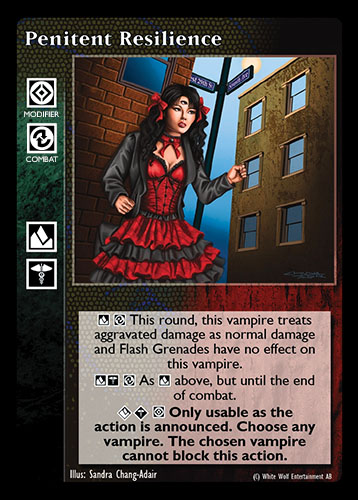 Penitent Resilience
MODIFIER
COMBAT
This round, this vampire treats
aggravated damage as normal damage
and Flash Grenades have no effect on
this vampire.
As above, but until the end
of combat.
Only usable as the
action is announced. Choose any
vampire. The chosen vampire
cannot block this action.
Illus: Sandra Chang-Adair
(C) White Wolf Entertainment AB